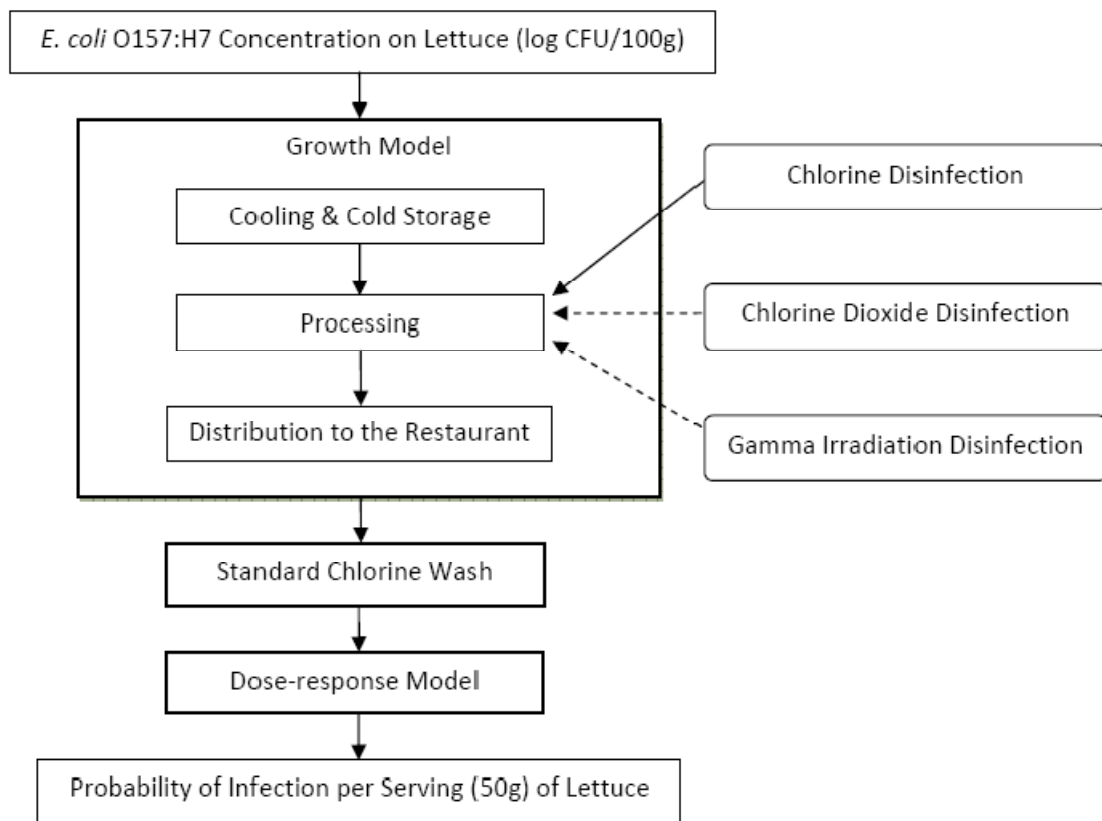 E. coli O157:H7 Concentration on Lettuce (log CFU/100g)
Growth Model
Cooling & Cold Storage
Processing
Distribution to the Restaurant
Chlorine Disinfection
Chlorine Dioxide Disinfection
Gamma Irradiation Disinfection
Standard Chlorine Wash
Dose-response Model
Probability of Infection per Serving (50g) of Lettuce